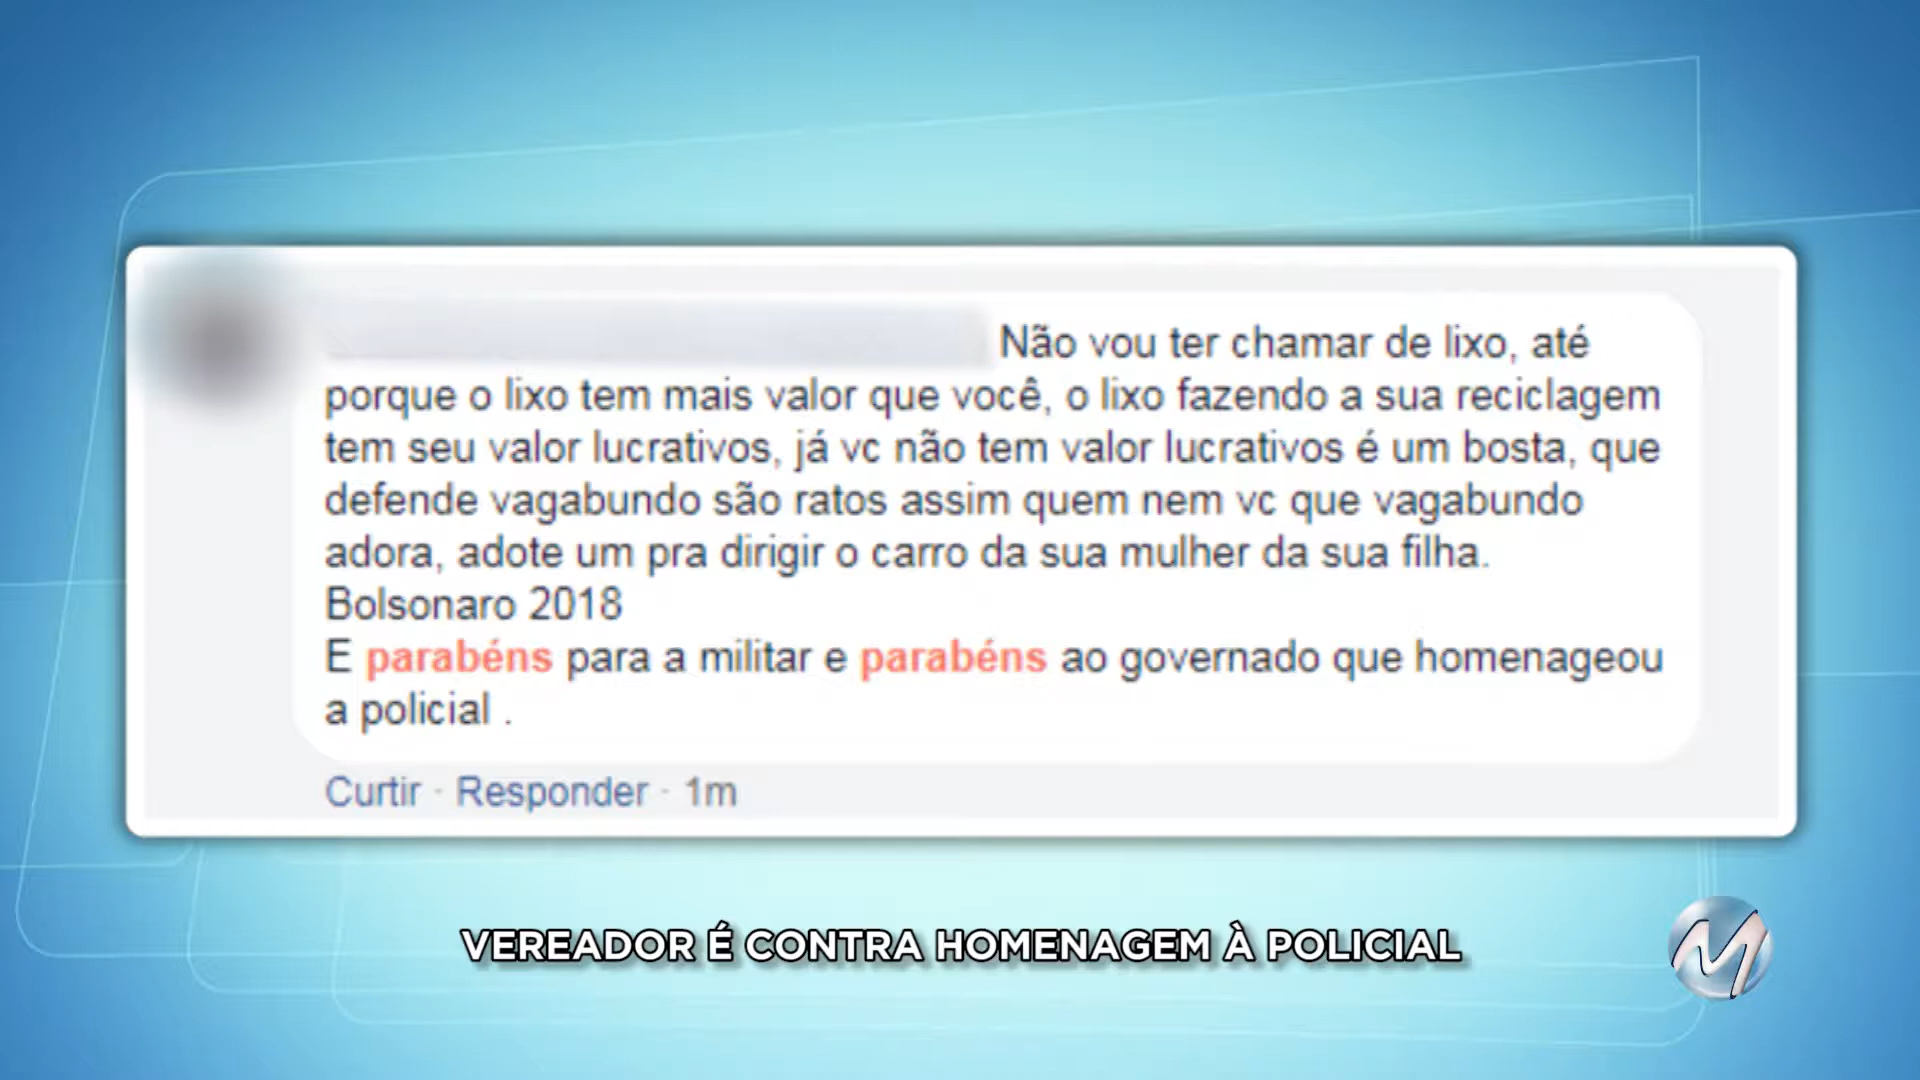 Não vou ter chamar de lixo, até
porque o lixo tem mais valor que você, o lixo fazendo a sua reciclagem
tem seu valor lucrativos, já vc não tem valor lucrativos é um bosta, que
defende vagabundo são ratos assim quem nem vc que vagabundo
adora, adote um pra dirigir o carro da sua mulher da sua filha.
Bolsonaro 2018
E parabéns para a militar e parabéns ao governado que homenageou
a policial .
Curtir · Responder · 1m
VEREADOR É CONTRA HOMENAGEM À POLICIAL
M